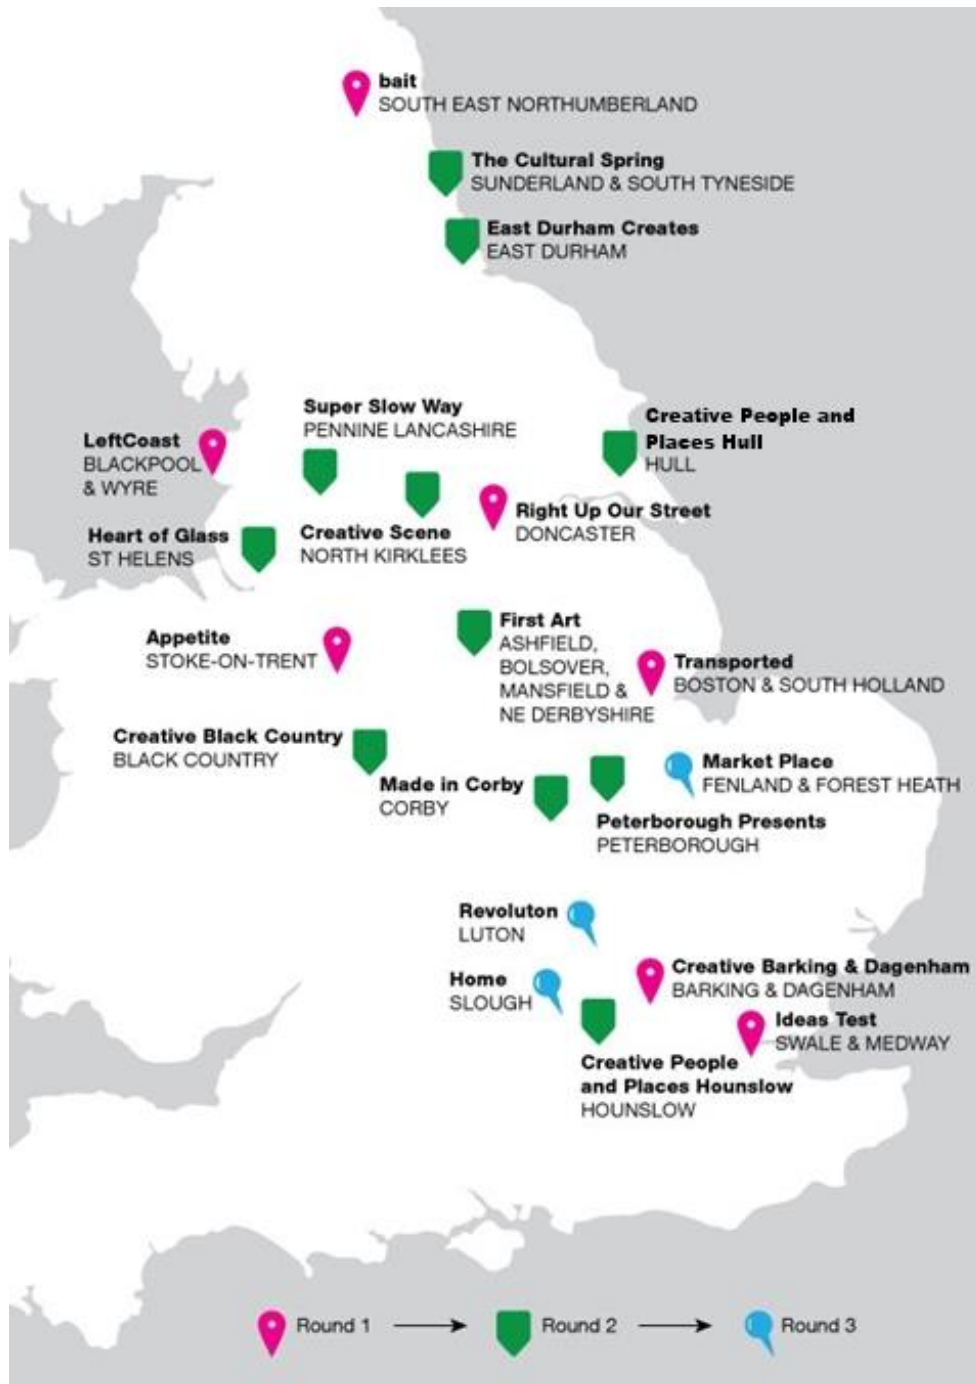 bait
SOUTH EAST NORTHUMBERLAND
The Cultural Spring
SUNDERLAND & SOUTH TYNESIDE
East Durham Creates
EAST DURHAM
Super Slow Way
PENNINE LANCASHIRE
Creative People and
Places Hull
HULL
LeftCoast
BLACKPOOL
& WYRE
Right Up Our Street
DONCASTER
Heart of Glass
ST HELENS
Creative Scene
NORTH KIRKLEES
First Art
ASHFIELD,
BOLSOVER,
MANSFIELD &
NE DERBYSHIRE
Appetite
STOKE-ON-TRENT
Transported
BOSTON & SOUTH HOLLAND
Creative Black Country
BLACK COUNTRY
Market Place
FENLAND & FOREST HEATH
Made in Corby
CORBY
Peterborough Presents
PETERBOROUGH
Revoluton
LUTON
Creative Barking & Dagenham
BARKING & DAGENHAM
Home
SLOUGH
Ideas Test
SWALE & MEDWAY
Creative People
and Places Hounslow
HOUNSLOW
Round 1
Round 2
Round 3